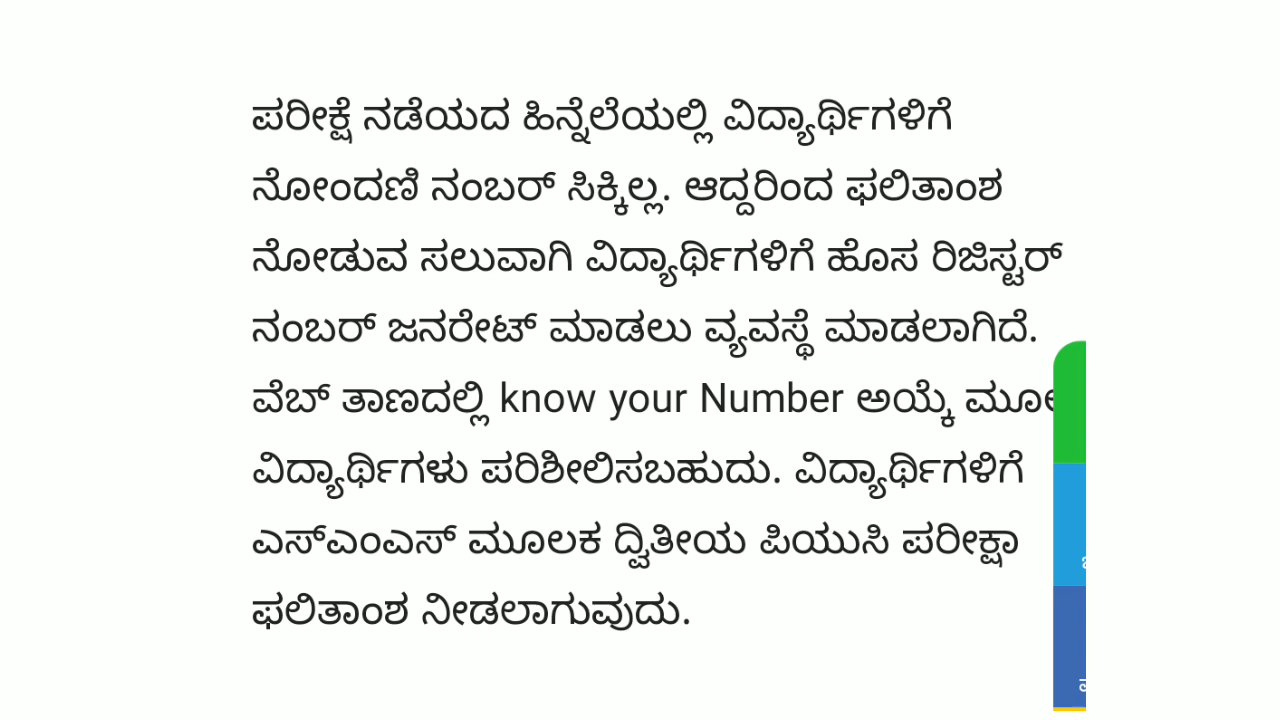 ಪರೀಕ್ಷೆ ನಡೆಯದ ಹಿನ್ನೆಲೆಯಲ್ಲಿ ವಿದ್ಯಾರ್ಥಿಗಳಿಗೆ
ನೋಂದಣಿ ನಂಬರ್ ಸಿಕ್ಕಿಲ್ಲ. ಆದ್ದರಿಂದ ಫಲಿತಾಂಶ
ನೋಡುವ ಸಲುವಾಗಿ ವಿದ್ಯಾರ್ಥಿಗಳಿಗೆ ಹೊಸ ರಿಜಿಸ್ಟರ್
ನಂಬರ್ ಜನರೇಟ್ ಮಾಡಲು ವ್ಯವಸ್ಥೆ ಮಾಡಲಾಗಿದೆ.
ವೆಬ್ ತಾಣದಲ್ಲಿ know your Number ಅಯ್ಕೆ
ವಿದ್ಯಾರ್ಥಿಗಳು ಪರಿಶೀಲಿಸಬಹುದು. ವಿದ್ಯಾರ್ಥಿಗಳಿಗೆ
ಎಸ್ಎಂಎಸ್ ಮೂಲಕ ದ್ವಿತೀಯ ಪಿಯುಸಿ ಪರೀಕ್ಷಾ
ಫಲಿತಾಂಶ ನೀಡಲಾಗುವುದು.